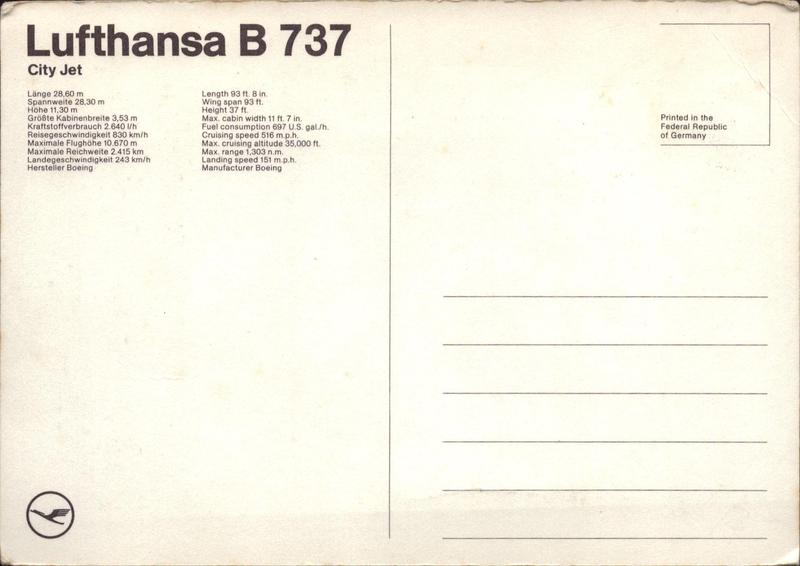 Lufthansa B 737
City Jet
Länge 28,60 m
Spannweite 28,30 m
Höhe 11,30 m
Größte Kabinenbreite 3,53 m
Kraftstoffverbrauch 2.640 l/h
Reisegeschwindigkeit 830 km/h
Maximale Flughöhe 10.670 m
Maximale Reichweite 2.415 km
Landegeschwindigkeit 243 km/h
Hersteller Boeing
Length 93 ft. 8 in.
Wing span 93 ft.
Height 37 ft.
Max. cabin width 11 ft. 7 in.
Fuel consumption 697 U.S. gal./h.
Cruising speed 516 m.p.h.
Max. cruising altitude 35,000 ft.
Max. range 1,303 n.m.
Landing speed 151 m.p.h.
Manufacturer Boeing
Printed in the
Federal Republic
of Germany